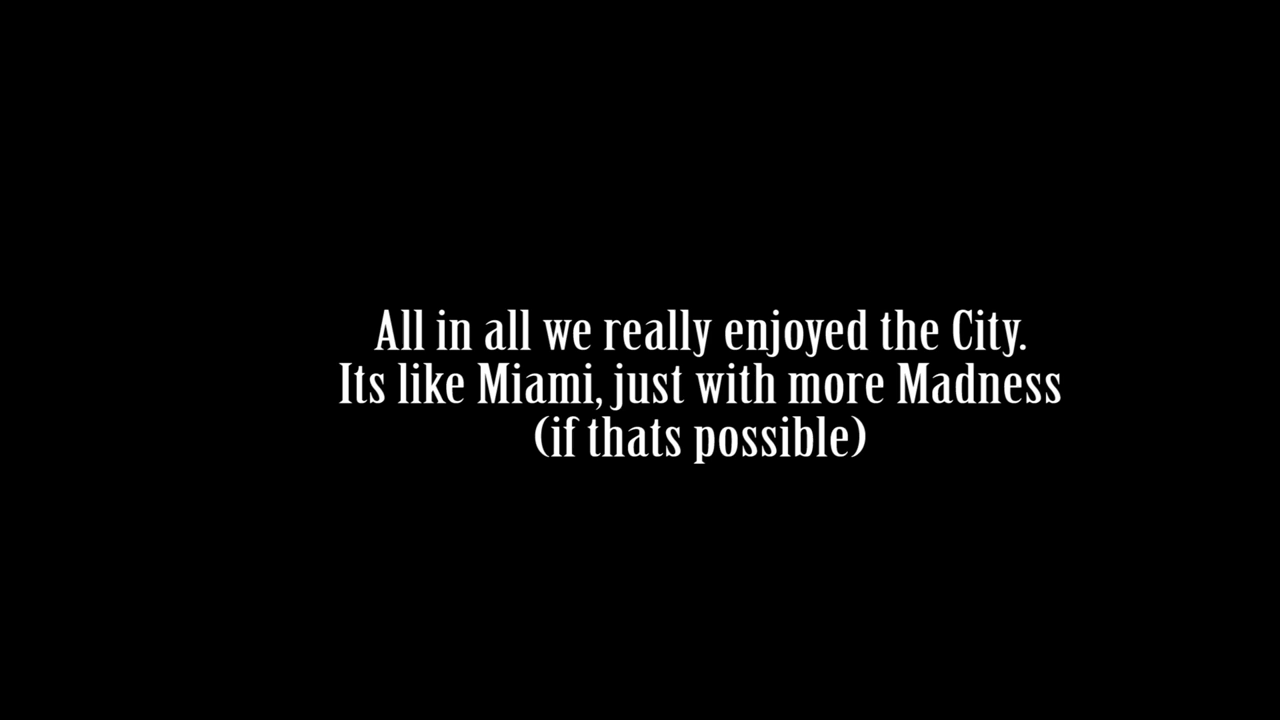 All in all we really enjoyed the City.
Its like Miami, just with more Madness
(if thats possible)